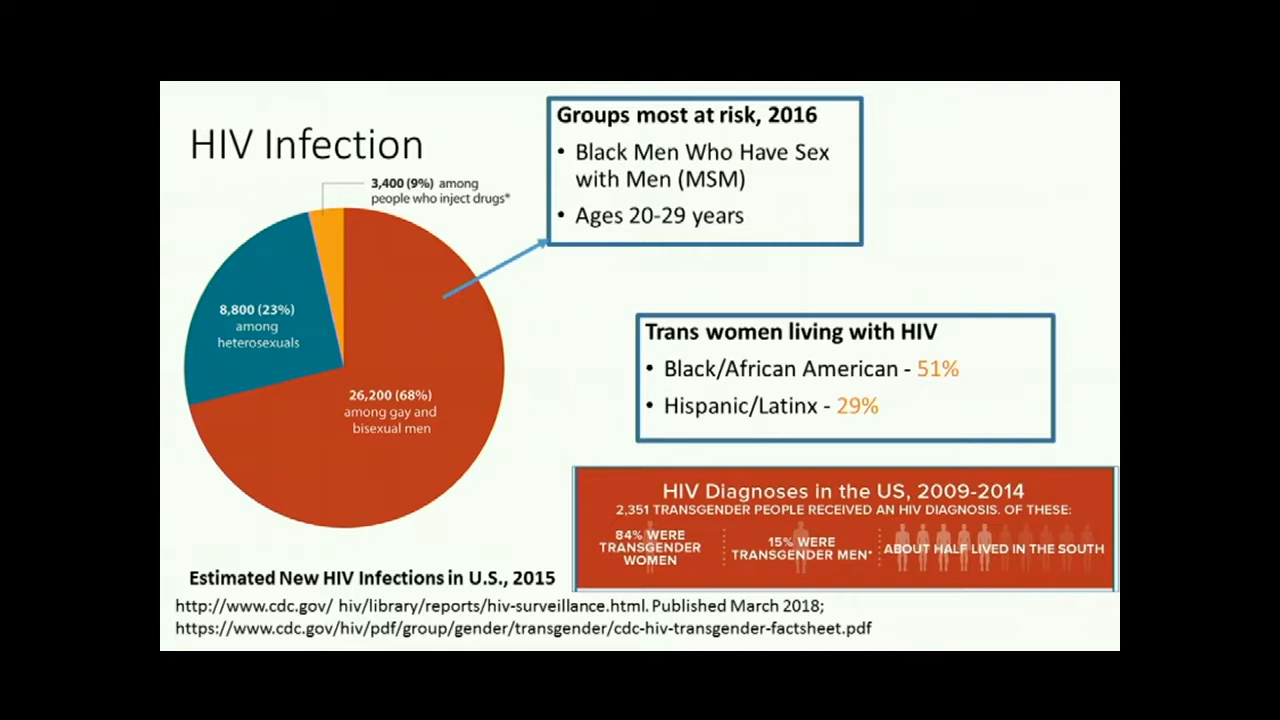 HIV Infection
3,400 (9%) among
people who inject drugs*
8,800 (23%)
among
heterosexuals
26,200 (68%)
among gay and
bisexual men
Estimated New HIV Infections in U.S., 2015
Groups most at risk, 2016
• Black Men Who Have Sex
with Men (MSM)
• Ages 20-29 years
Trans women living with HIV
• Black/African American - 51%
• Hispanic/Latinx - 29%
HIV Diagnoses in the US, 2009-2014
2,351 TRANSGENDER PEOPLE RECEIVED AN HIV DIAGNOSIS. OF THESE:
84% WERE
TRANSGENDER
WOMEN
15% WERE
TRANSGENDER MEN*
ABOUT HALF LIVED IN THE SOUTH
http://www.cdc.gov/ hiv/library/reports/hiv-surveillance.html. Published March 2018;
https://www.cdc.gov/hiv/pdf/group/gender/transgender/cdc-hiv-transgender-factsheet.pdf